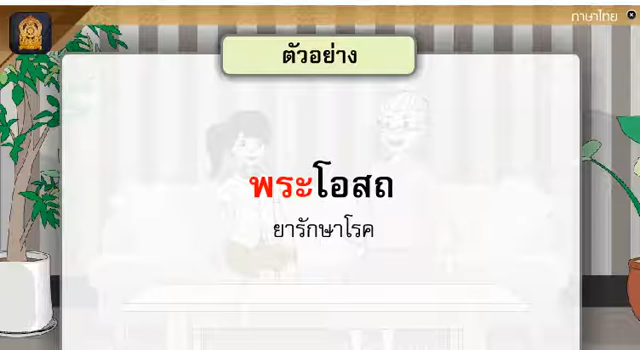 ภาษาไทย
ตัวอย่าง
พระโอสถ
ยารักษาโรค